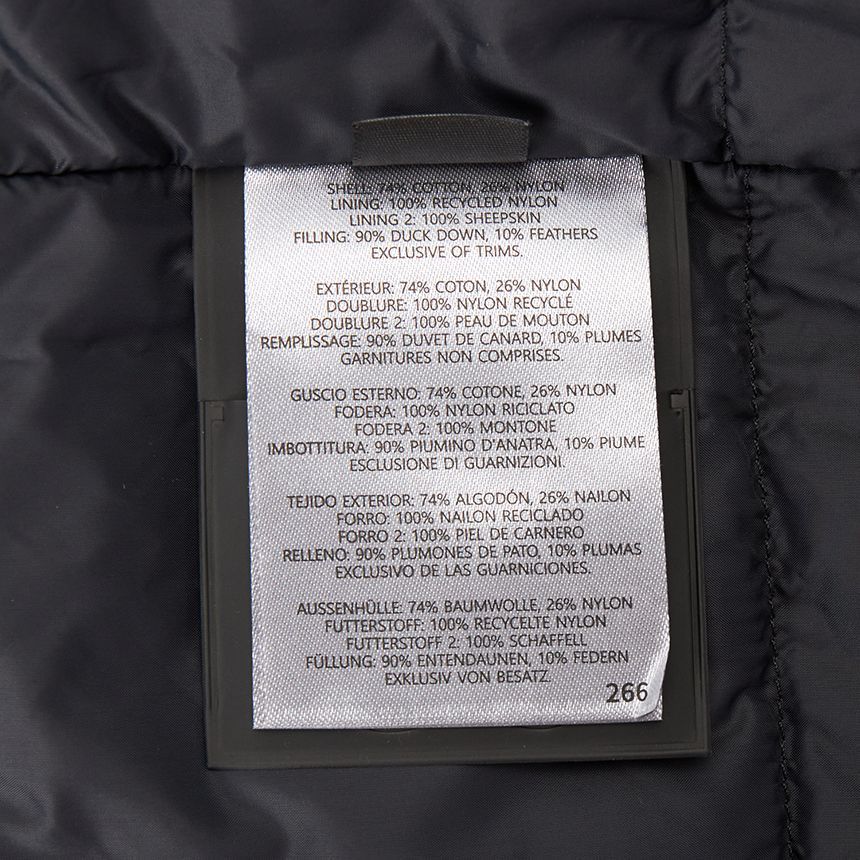 SHELL: 74% COTTON, 26% NYLON
LINING: 100% RECYCLED NYLON
LINING 2: 100% SHEEPSKIN
FILLING: 90% DUCK DOWN, 10% FEATHERS
EXCLUSIVE OF TRIMS.
EXTÉRIEUR: 74% COTON, 26% NYLON
DOUBLURE: 100% NYLON RECYCLÉ
DOUBLURE 2: 100% PEAU DE MOUTON
REMPLISSAGE: 90% DUVET DE CANARD, 10% PLUMES
GARNITURES NON COMPRISES.
GUSCIO ESTERNO: 74% COTONE, 26% NYLON
FODERA: 100% NYLON RICICLATO
FODERA 2: 100% MONTONE
IMBOTTITURA: 90% PIUMINO D'ANATRA, 10% PIUME
ESCLUSIONE DI GUARNIZIONI.
TEJIDO EXTERIOR: 74% ALGODÓN, 26% NAILON
FORRO: 100% NAILON RECICLADO
FORRO 2: 100% PIEL DE CARNERO
RELLENO: 90% PLUMONES DE PATO, 10% PLUMAS
EXCLUSIVO DE LAS GUARNICIONES.
AUSSENHÜLLE: 74% BAUMWOLLE, 26% NYLON
FUTTERSTOFF: 100% RECYCELTE NYLON
FUTTERSTOFF 2: 100% SCHAFFELL
FÜLLUNG: 90% ENTENDAUNEN, 10% FEDERN
EXKLUSIV VON BESATZ.
266